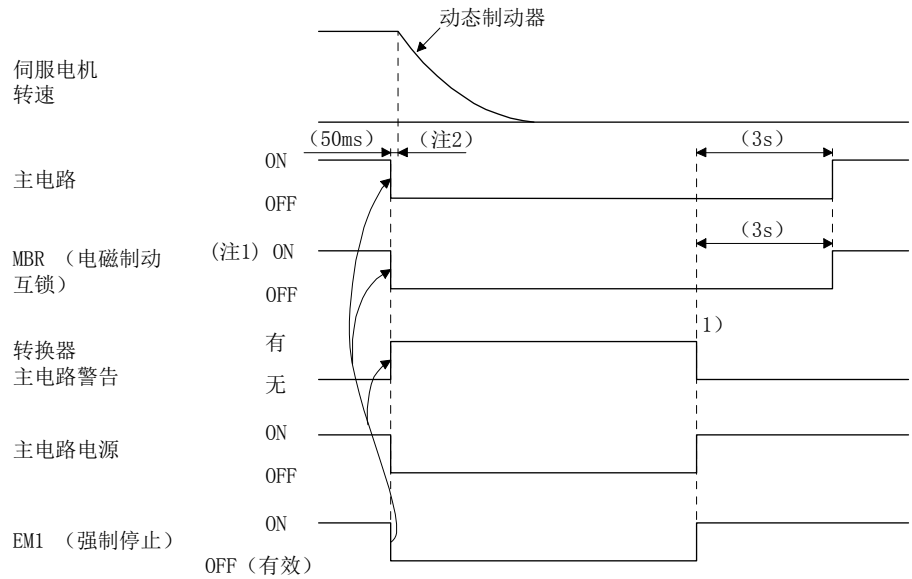 动态制动器
伺服电机
转速
（50ms）
（注2）
（3s）
主电路
ON
OFF
（3s）
MBR （电磁制动
互锁）
(注1) ON
OFF
1）
转换器
主电路警告
有
无
主电路电源
ON
OFF
EM1 （强制停止）
ON
OFF（有效）